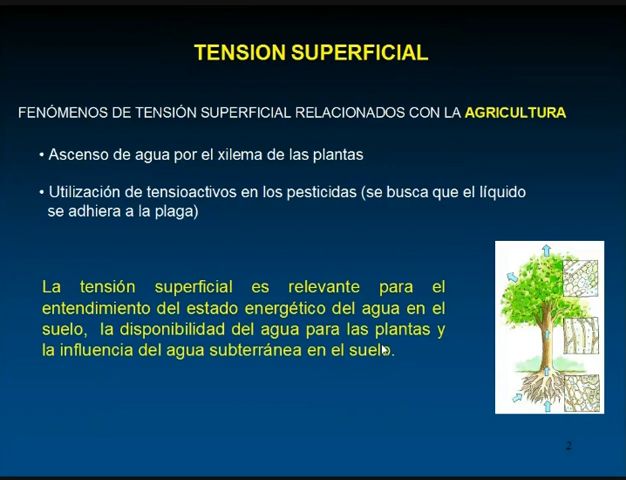 TENSION SUPERFICIAL
FENÓMENOS DE TENSIÓN SUPERFICIAL RELACIONADOS CON LA AGRICULTURA
• Ascenso de agua por el xilema de las plantas
• Utilización de tensioactivos en los pesticidas (se busca que el líquido
se adhiera a la plaga)
La tensión superficial es relevante para el
entendimiento del estado energético del agua en el
suelo, la disponibilidad del agua para las plantas y
la influencia del agua subterránea en el suelo.
2